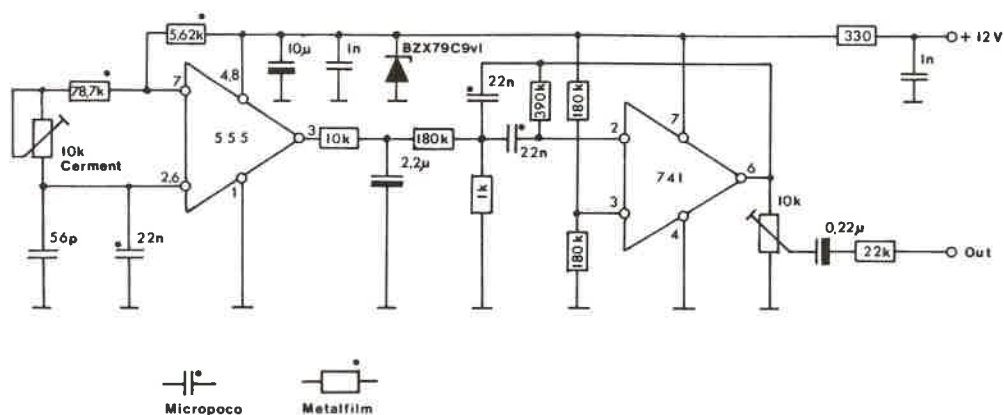 5,62k
10µ
1n
BZX79C9v1
330
+ 12V
1n
78,7k
7
4,8
22n
390k
180k
7
555
10k
Cerment
3
10k
180k
22n
2
2,2µ
1k
741
6
2,6
1
3
10k
56p
22n
180k
4
0,22µ
22k
Out
Micropoco
Metalfilm